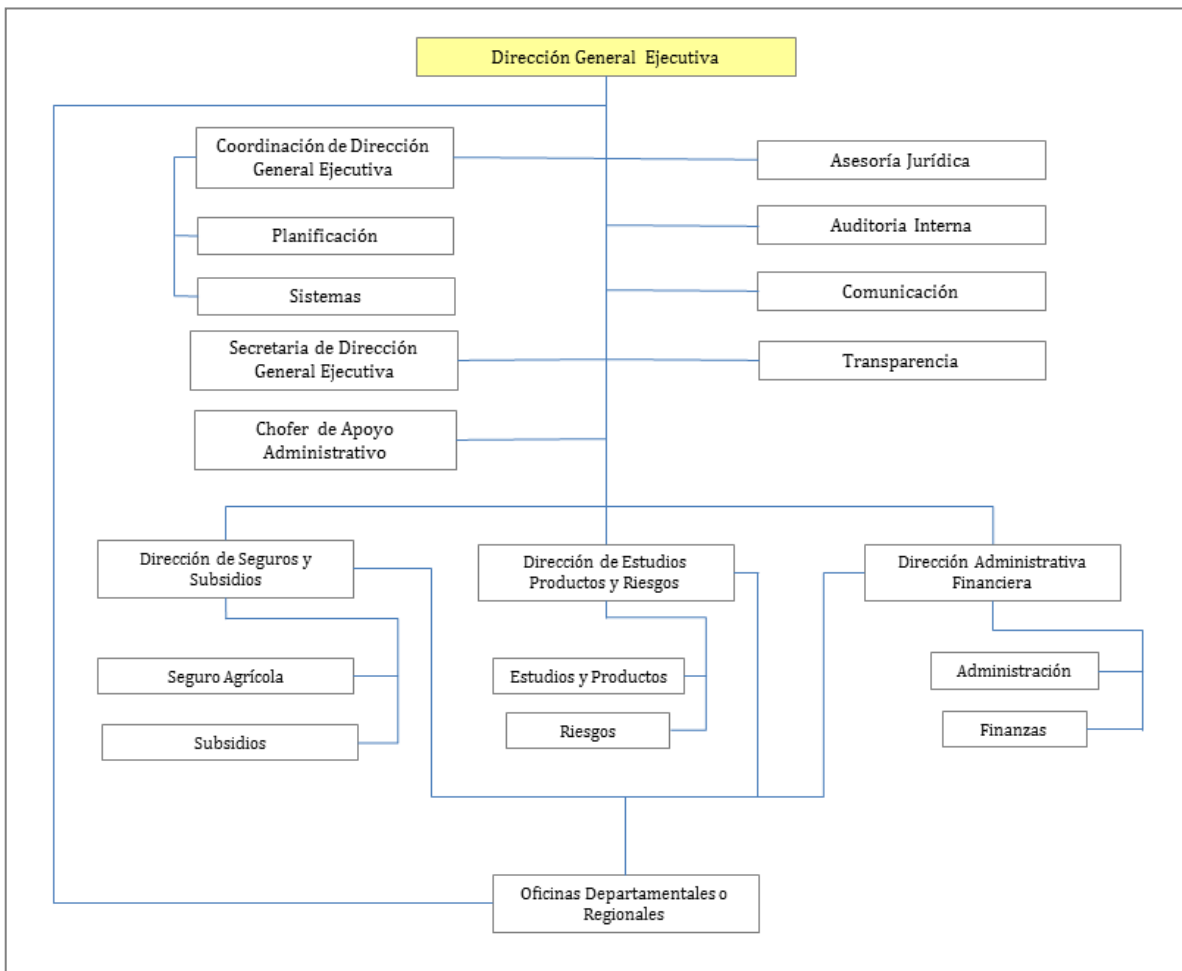 Dirección General Ejecutiva
Coordinación de Dirección
General Ejecutiva
Asesoría Jurídica
Planificación
Auditoria Interna
Sistemas
Comunicación
Secretaria de Dirección
General Ejecutiva
Transparencia
Chofer de Apoyo
Administrativo
Dirección de Seguros y
Subsidios
Dirección de Estudios
Productos y Riesgos
Dirección Administrativa
Financiera
Seguro Agrícola
Estudios y Productos
Administración
Subsidios
Riesgos
Finanzas
Oficinas Departamentales o
Regionales